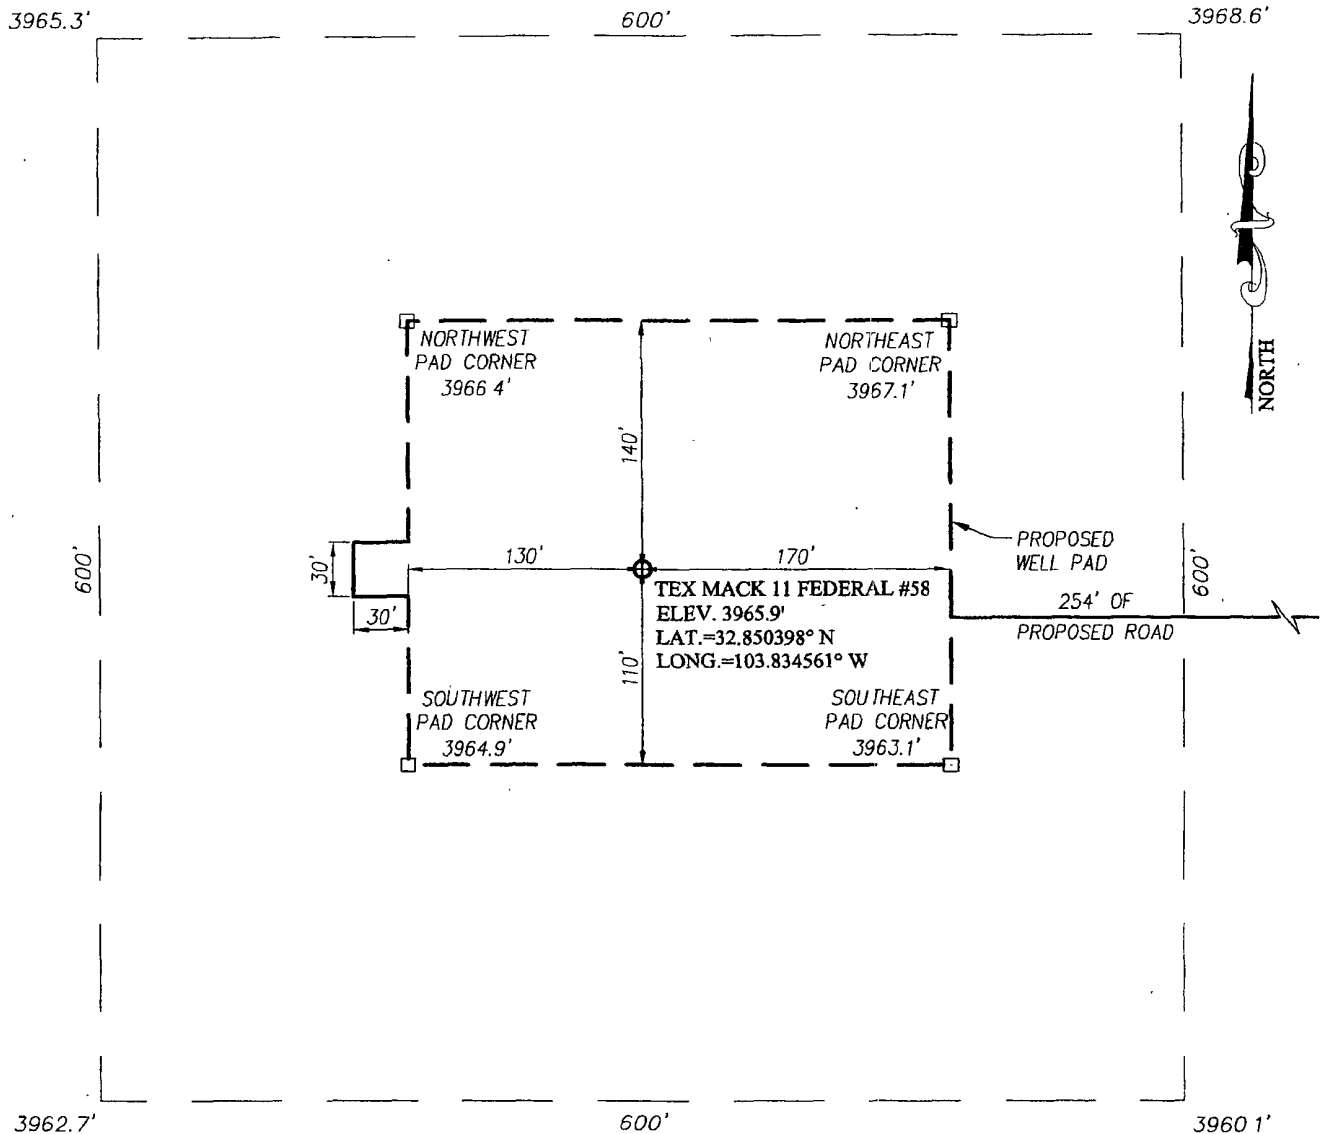 3965.3'
600'
3968.6'
NORTH
NORTHWEST
PAD CORNER
3966 4'
NORTHEAST
PAD CORNER
3967.1'
140'
600'
30'
30'
130'
170'
PROPOSED
WELL PAD
600'
TEX MACK 11 FEDERAL #58
ELEV. 3965.9'
LAT.=32.850398° N
LONG.=103.834561° W
254' OF
PROPOSED ROAD
110'
SOUTHWEST
PAD CORNER
3964.9'
SOUTHEAST
PAD CORNER
3963.1'
3962.7'
600'
3960 1'